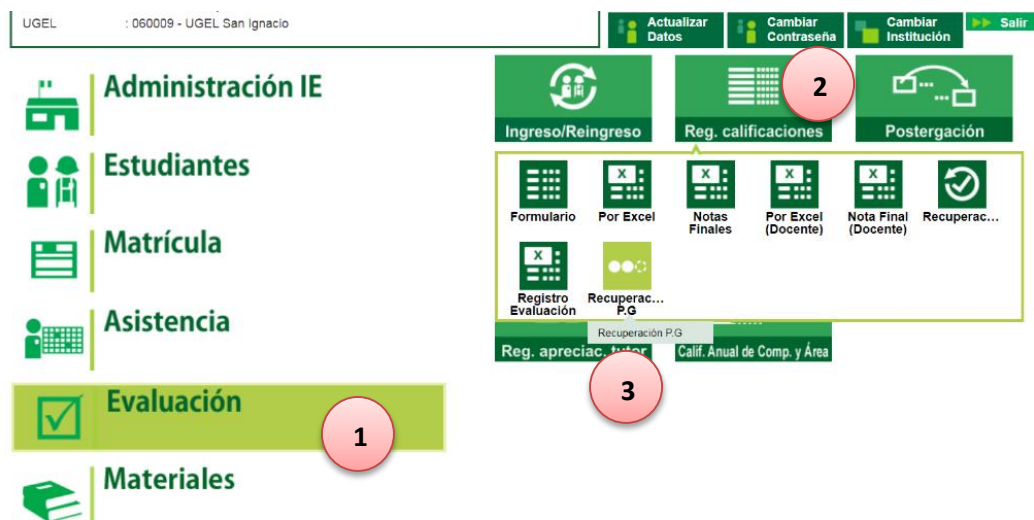 UGEL : 060009 - UGEL San Ignacio
Actualizar
Datos
Cambiar
Contraseña
Cambiar
Institución
Salir
Administración IE
Estudiantes
Matrícula
Asistencia
Evaluación
1
Materiales
Ingreso/Reingreso
Reg. calificaciones
2
Postergación
Formulario
Por Excel
Notas
Finales
Por Excel
(Docente)
Nota Final
(Docente)
Recuperac...
Registro
Evaluación
Recuperac...
P.G
Recuperación P.G
Reg. apreciac. tutor
Calif. Anual de Comp. y Área
3